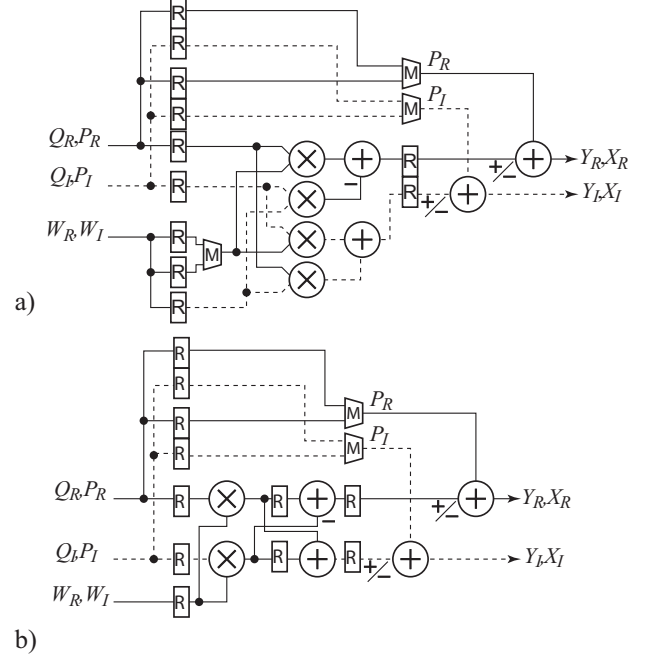 R
R
M P_R
R
M P_I
R
Q_R,P_R R
R
Q_I,P_I R
R
Y_R,X_R
Y_I,X_I
W_R,W_I R
M
R
R
a)
R
R
M P_R
R
M P_I
R
Q_R,P_R R R R Y_R,X_R
Q_I,P_I R R R Y_I,X_I
W_R,W_I R
b)